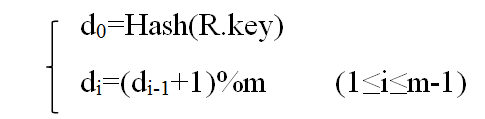 d₀=Hash(R.key)
dᵢ=(dᵢ₋₁+1)%m (1≤i≤m-1)